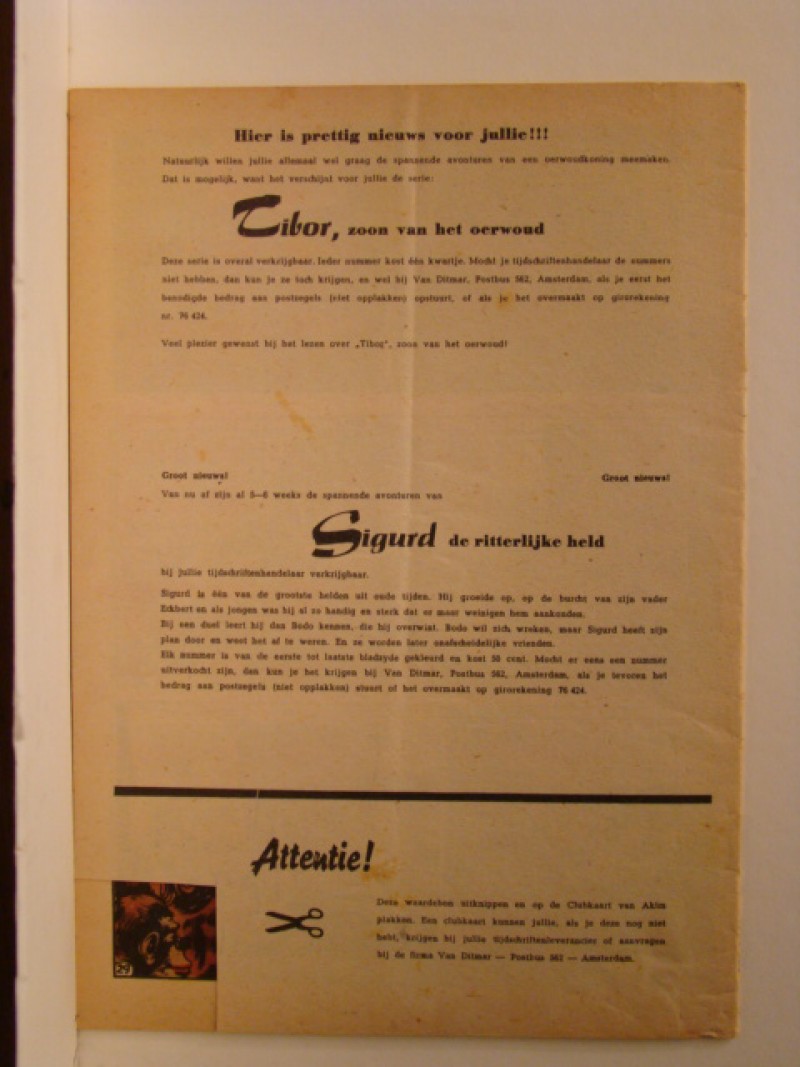 Hier is prettig nieuws voor jullie!!!
Natuurlijk willen jullie allemaal wel graag de spannende avonturen van een oerwoudkoning meemaken.
Dat is mogelijk, want het verschijnt voor jullie de serie:
Tibor, zoon van het oerwoud
Deze serie is overal verkrijgbaar. Ieder nummer kost één kwartje. Mocht je tijdschriftenhandelaar de nummers
niet hebben, dan kun je ze toch krijgen, en wel bij Van Ditmar, Postbus 562, Amsterdam, als je eerst het
benodigde bedrag aan postzegels (niet opplakken) opstuurt, of als je het overmaakt op girorekening
nr. 76 424.
Veel plezier gewenst bij het lezen over „Tibor", zoon van het oerwoud!
Groot nieuws! Groot nieuws!
Van nu af zijn al 5—6 weeks de spannende avonturen van
Sigurd de ritterlijke held
bij jullie tijdschriftenhandelaar verkrijgbaar.
Sigurd is één van de grootste helden uit oude tijden. Hij groeide op, op de burcht van zijn vader
Eckbert en als jongen was hij al zo handig en sterk dat er maar weinigen hem aankonden.
Bij een duel leert hij dan Bodo kennen, die hij overwint. Bodo wil zich wreken, maar Sigurd heeft zijn
plan door en weet het af te weren. En ze worden later onafscheidelijke vrienden.
Elk nummer is van de eerste tot laatste bladzyde gekleurd en kost 50 cent. Mocht er eens een nummer
uitverkocht zijn, dan kun je het krijgen bij Van Ditmar, Postbus 562, Amsterdam, als je tevoren het
bedrag aan postzegels (niet opplakken) stuurt of het overmaakt op girorekening 76 424.
Attentie!
Deze waardebon uitknippen en op de Clubkaart van Akim
plakken. Een clubkaart kunnen jullie, als je deze nog niet
hebt, krijgen bij jullie tijdschriftenleverancier of aanvragen
bij de firma Van Ditmar — Postbus 562 — Amsterdam.
29